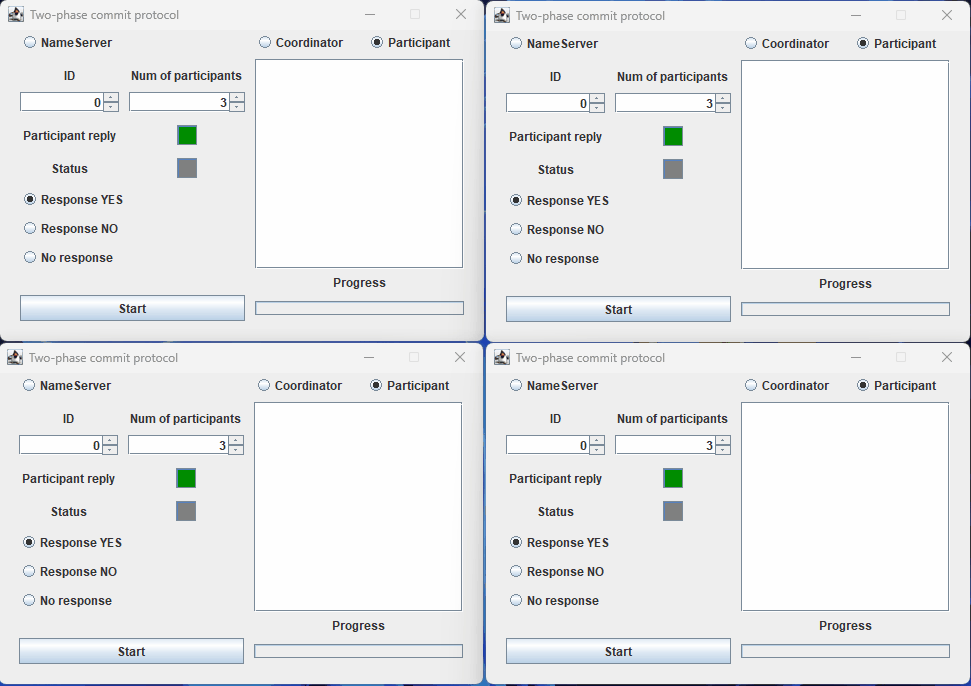 Two-phase commit protocol
NameServer Coordinator Participant
ID Num of participants
0 3
Participant reply
Status
Response YES
Response NO
No response
Progress
Start
Two-phase commit protocol
NameServer Coordinator Participant
ID Num of participants
0 3
Participant reply
Status
Response YES
Response NO
No response
Progress
Start
Two-phase commit protocol
NameServer Coordinator Participant
ID Num of participants
0 3
Participant reply
Status
Response YES
Response NO
No response
Progress
Start
Two-phase commit protocol
NameServer Coordinator Participant
ID Num of participants
0 3
Participant reply
Status
Response YES
Response NO
No response
Progress
Start